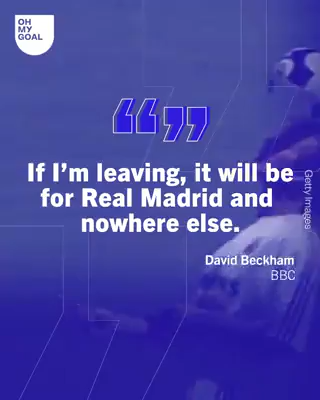 OH
MY
GOAL
If I'm leaving, it will be
for Real Madrid and
nowhere else.
Getty Images
David Beckham
BBC